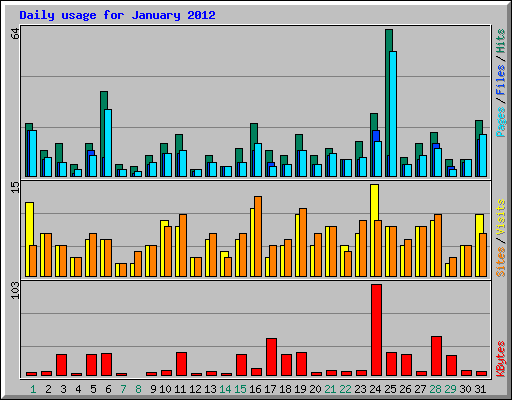 Daily usage for January 2012
64
Pages / Files / Hits
15
Sites / Visits
103
KBytes
1 2 3 4 5 6 7 8 9 10 11 12 13 14 15 16 17 18 19 20 21 22 23 24 25 26 27 28 29 30 31